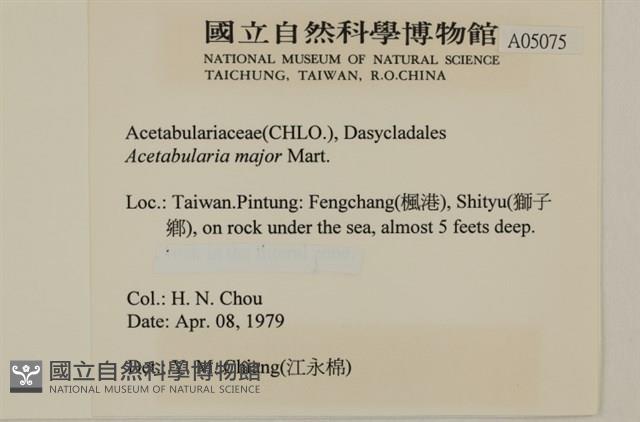 國立自然科學博物館
A05075
NATIONAL MUSEUM OF NATURAL SCIENCE
TAICHUNG, TAIWAN, R.O.CHINA
Acetabulariaceae(CHLO.), Dasycladales
Acetabularia major Mart.
Loc.: Taiwan.Pintung: Fengchang(楓港), Shityu(獅子
鄉), on rock under the sea, almost 5 feets deep.
Col.: H. N. Chou
Date: Apr. 08, 1979
Det.: Y. M. Chiang(江永棉)
國立自然科學博物館
NATIONAL MUSEUM OF NATURAL SCIENCE